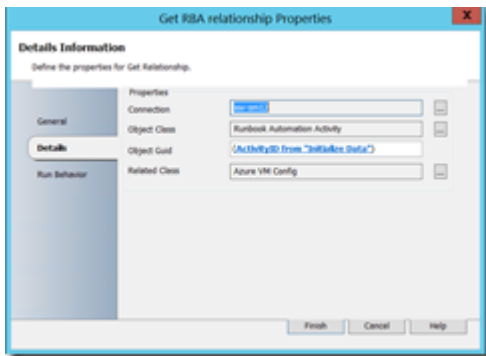 Get RBA relationship Properties
x
Details Information
Define the properties for Get Relationship.
General
Details
Run Behavior
Properties
Connection
...
Object Class
Runbook Automation Activity
...
Object Guid
{ActivityID from "Initialize Data"}
Related Class
Azure VM Config
...
Finish
Cancel
Help